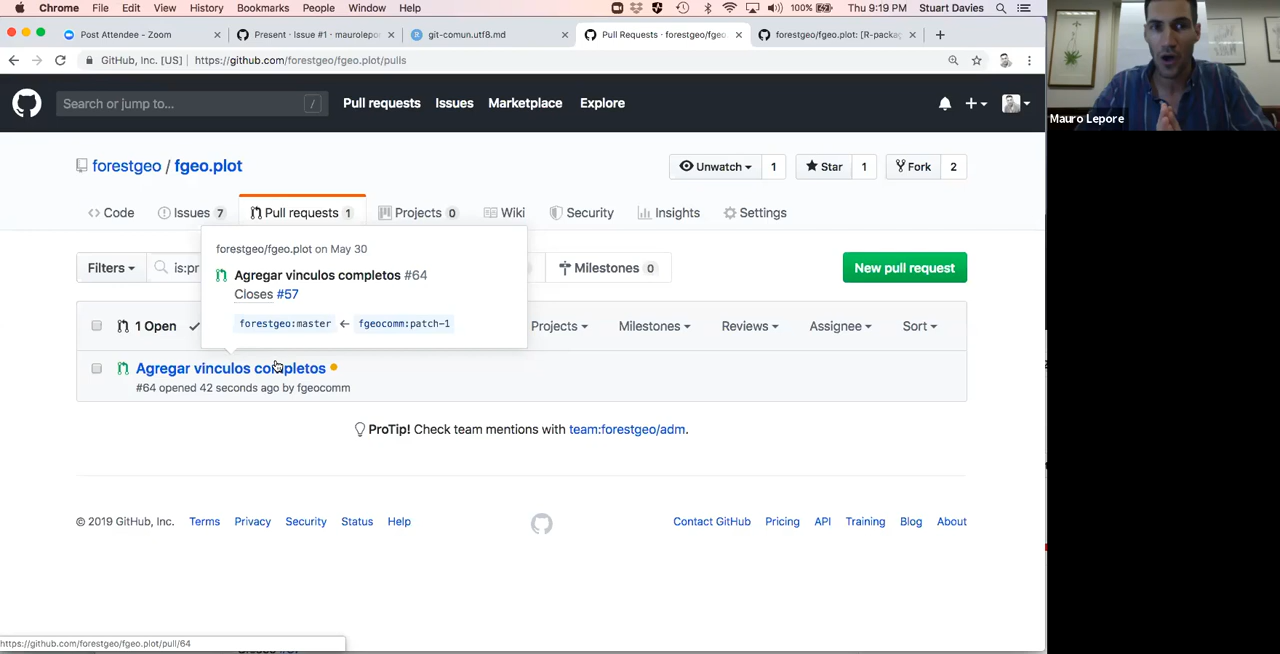 Chrome File Edit View History Bookmarks People Window Help 100% Thu 9:19 PM Stuart Davies
Post Attendee - Zoom
Present · Issue #1 · maurolepo
git-comun.utf8.md
Pull Requests · forestgeo/fgeo.
forestgeo/fgeo.plot: [R-packag
GitHub, Inc. [US] https://github.com/forestgeo/fgeo.plot/pulls
Search or jump to... /
Pull requests Issues Marketplace Explore
Mauro Lepore
forestgeo / fgeo.plot
Unwatch 1 Star 1 Fork 2
Code Issues 7 Pull requests 1 Projects 0 Wiki Security Insights Settings
forestgeo/fgeo.plot on May 30
Agregar vinculos completos #64
Closes #57
forestgeo:master ← fgeocomm:patch-1
Filters is:pr Milestones 0 New pull request
1 Open Projects Milestones Reviews Assignee Sort
Agregar vinculos completos
#64 opened 42 seconds ago by fgeocomm
ProTip! Check team mentions with team:forestgeo/adm.
© 2019 GitHub, Inc. Terms Privacy Security Status Help Contact GitHub Pricing API Training Blog About
https://github.com/forestgeo/fgeo.plot/pull/64